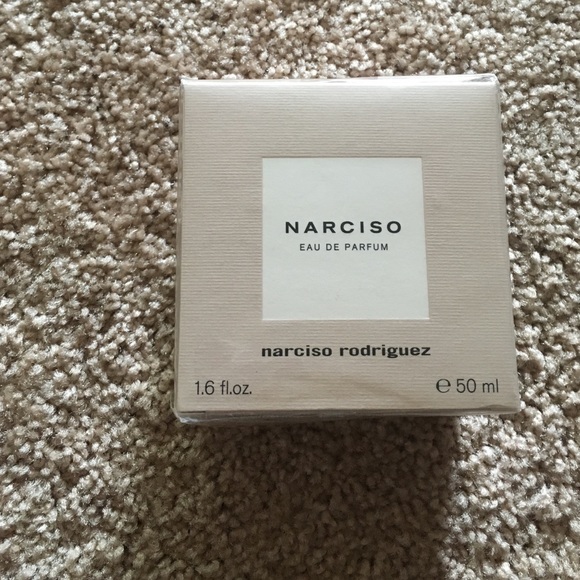 NARCISO
EAU DE PARFUM
narciso rodriguez
1.6 fl.oz. ℮ 50 ml